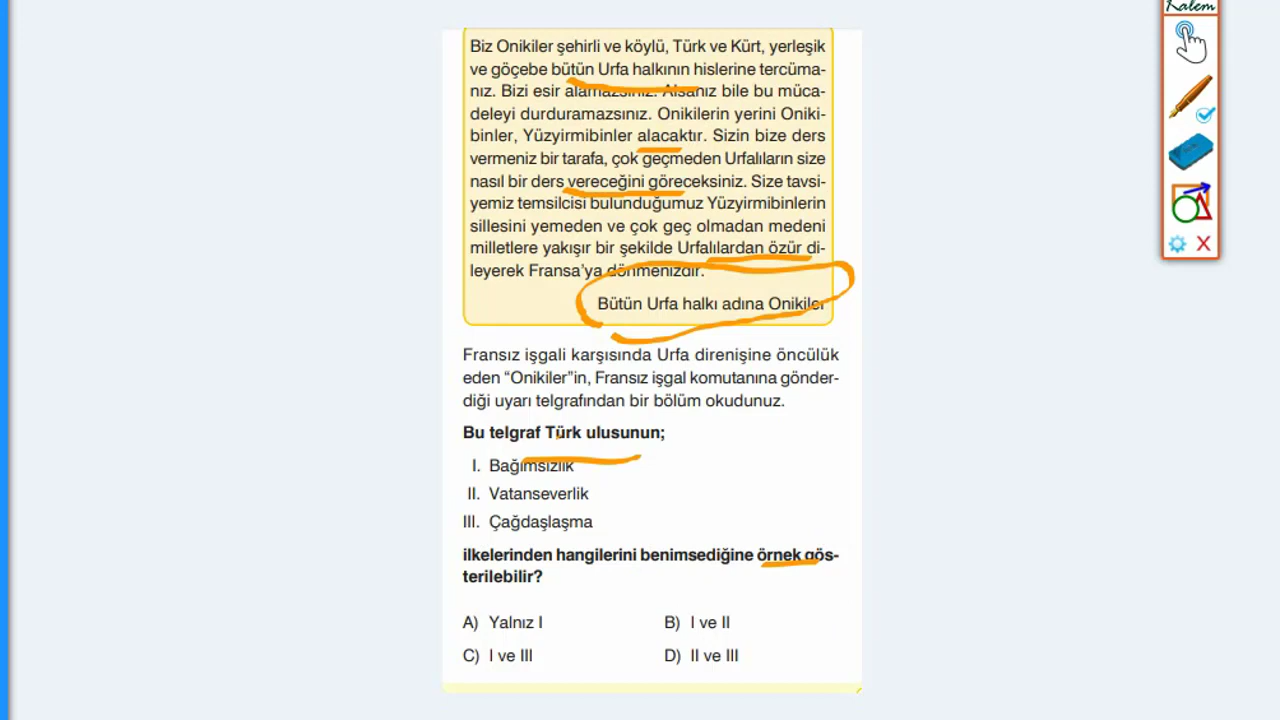 Kalem
Biz Onikiler şehirli ve köylü, Türk ve Kürt, yerleşik
ve göçebe bütün Urfa halkının hislerine tercüma-
nız. Bizi esir alamazsınız. Alsanız bile bu müca-
deleyi durduramazsınız. Onikilerin yerini Oniki-
binler, Yüzyirmibinler alacaktır. Sizin bize ders
vermeniz bir tarafa, çok geçmeden Urfalıların size
nasıl bir ders vereceğini göreceksiniz. Size tavsi-
yemiz temsilcisi bulunduğumuz Yüzyirmibinlerin
sillesini yemeden ve çok geç olmadan medeni
milletlere yakışır bir şekilde Urfalılardan özür di-
leyerek Fransa'ya dönmenizdir.
Bütün Urfa halkı adına Onikiler
Fransız işgali karşısında Urfa direnişine öncülük
eden “Onikiler”in, Fransız işgal komutanına gönder-
diği uyarı telgrafından bir bölüm okudunuz.
Bu telgraf Türk ulusunun;
I. Bağımsızlık
II. Vatanseverlik
III. Çağdaşlaşma
ilkelerinden hangilerini benimsediğine örnek gös-
terilebilir?
A) Yalnız I
B) I ve II
C) I ve III
D) II ve III